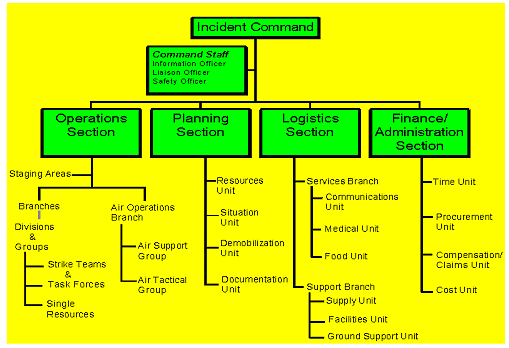 Incident Command
Command Staff
Information Officer
Liaison Officer
Safety Officer
Operations
Section
Planning
Section
Logistics
Section
Finance/
Administration
Section
Staging Areas
Branches
Divisions
&
Groups
Strike Teams
&
Task Forces
Single
Resources
Air Operations
Branch
Air Support
Group
Air Tactical
Group
Resources
Unit
Situation
Unit
Demobilization
Unit
Documentation
Unit
Services Branch
Communications
Unit
Medical Unit
Food Unit
Support Branch
Supply Unit
Facilities Unit
Ground Support Unit
Time Unit
Procurement
Unit
Compensation/
Claims Unit
Cost Unit